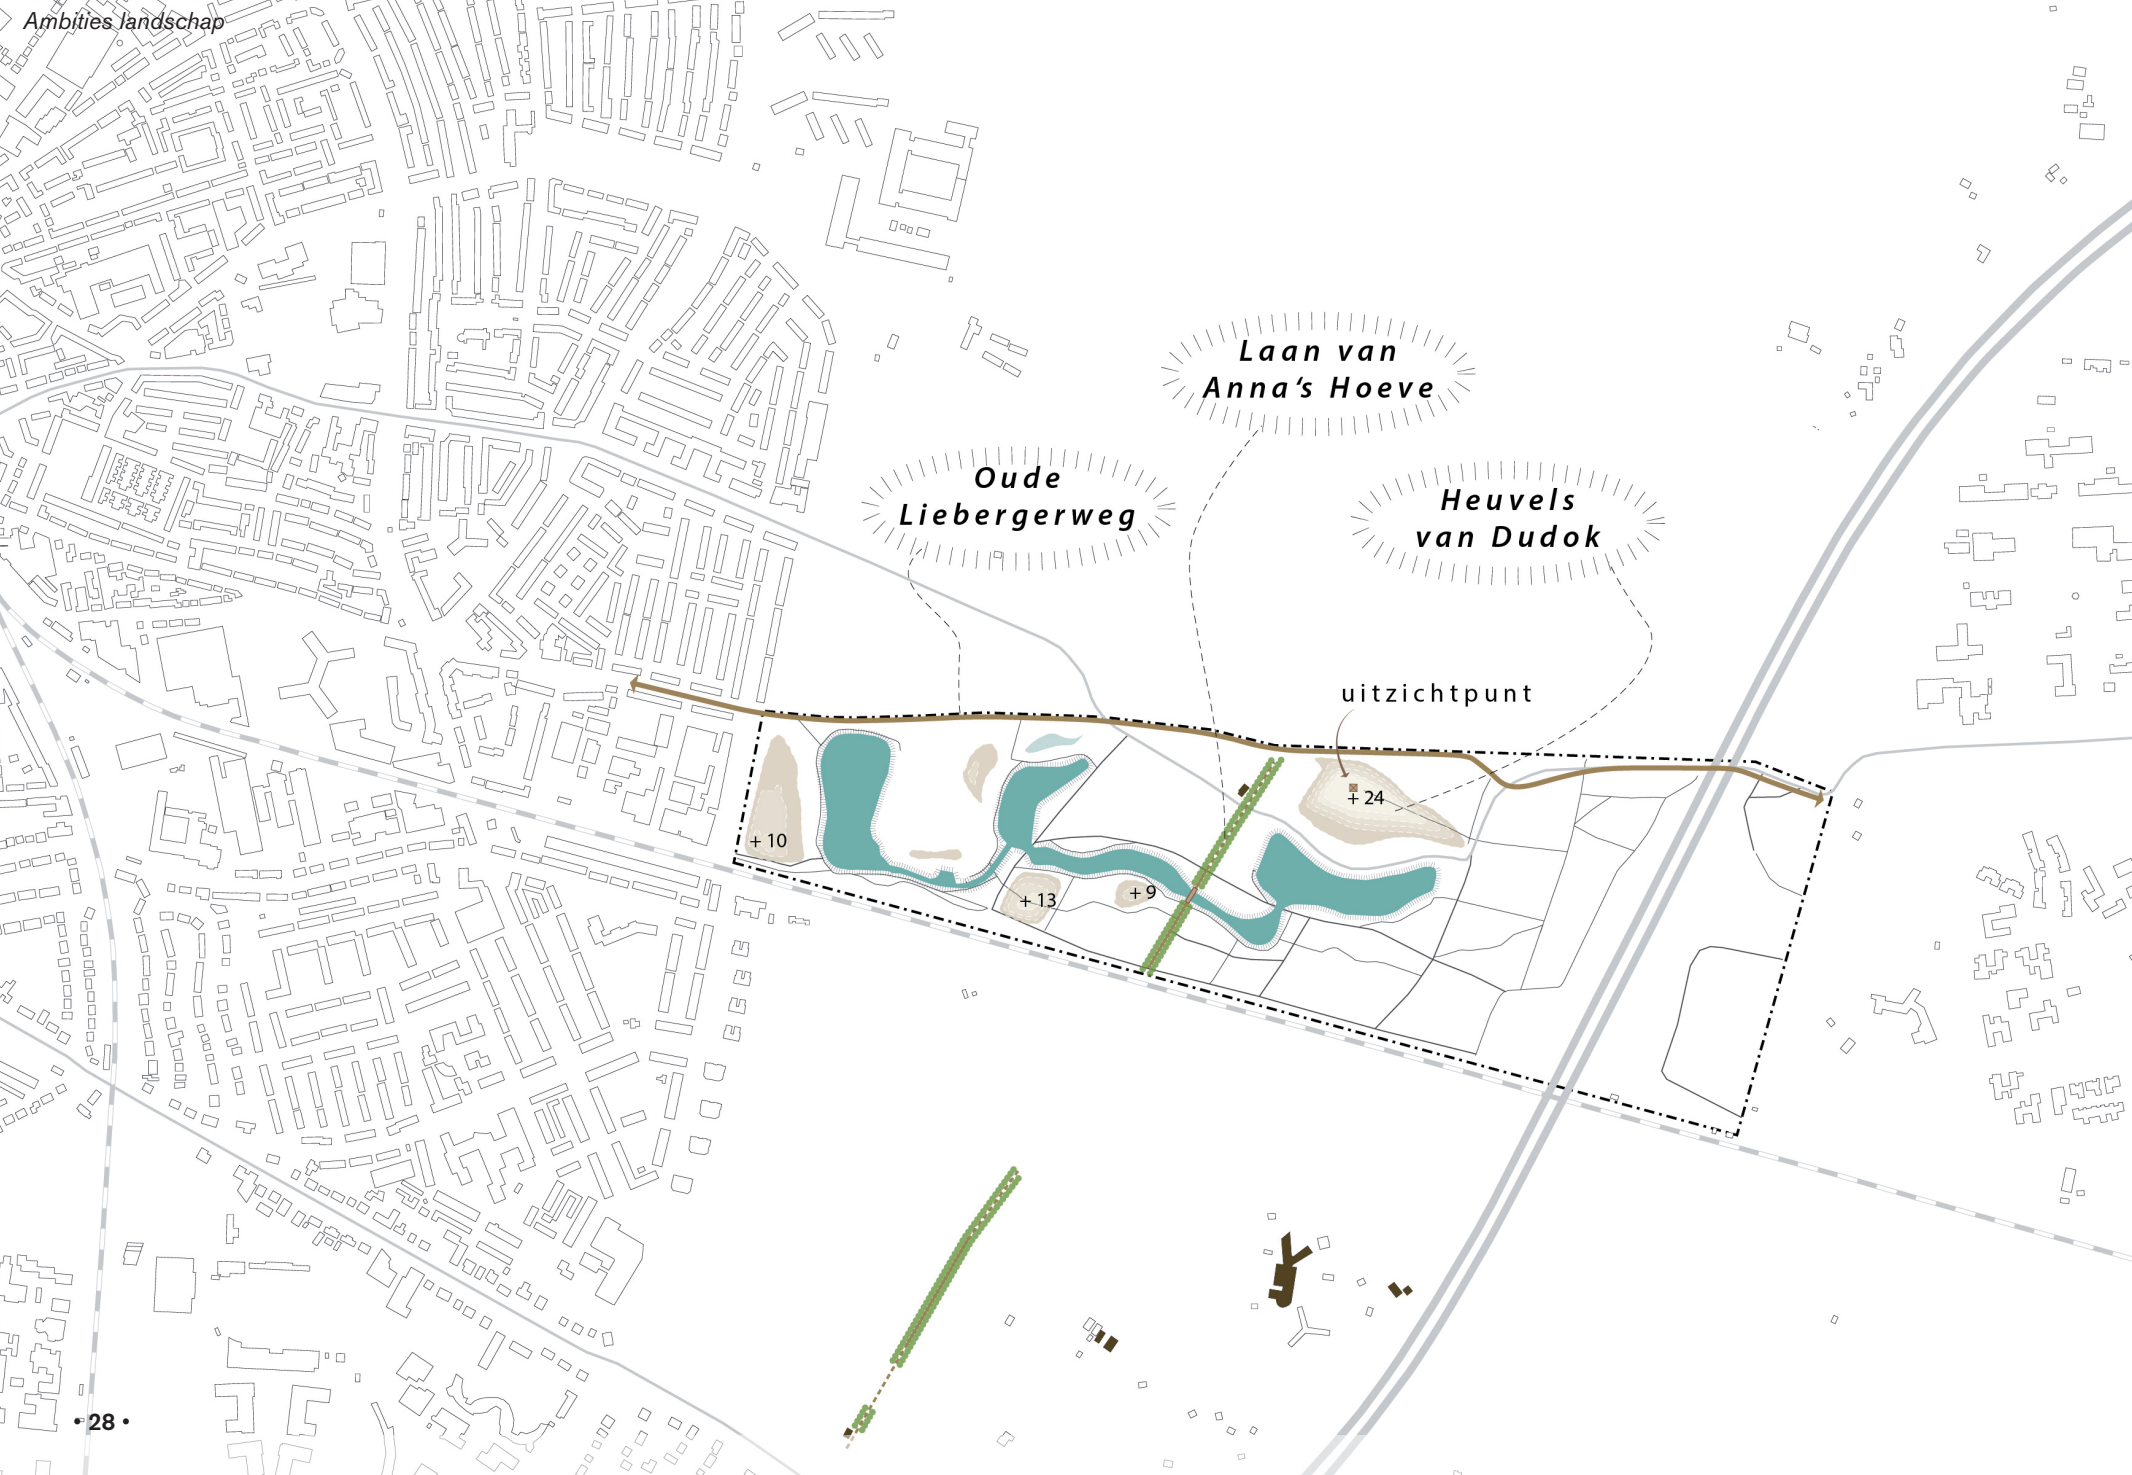 Ambities landschap
Laan van
Anna‘s Hoeve
Oude
Liebergerweg
Heuvels
van Dudok
uitzichtpunt
+ 24
+ 10
+ 13
+ 9
• 28 •